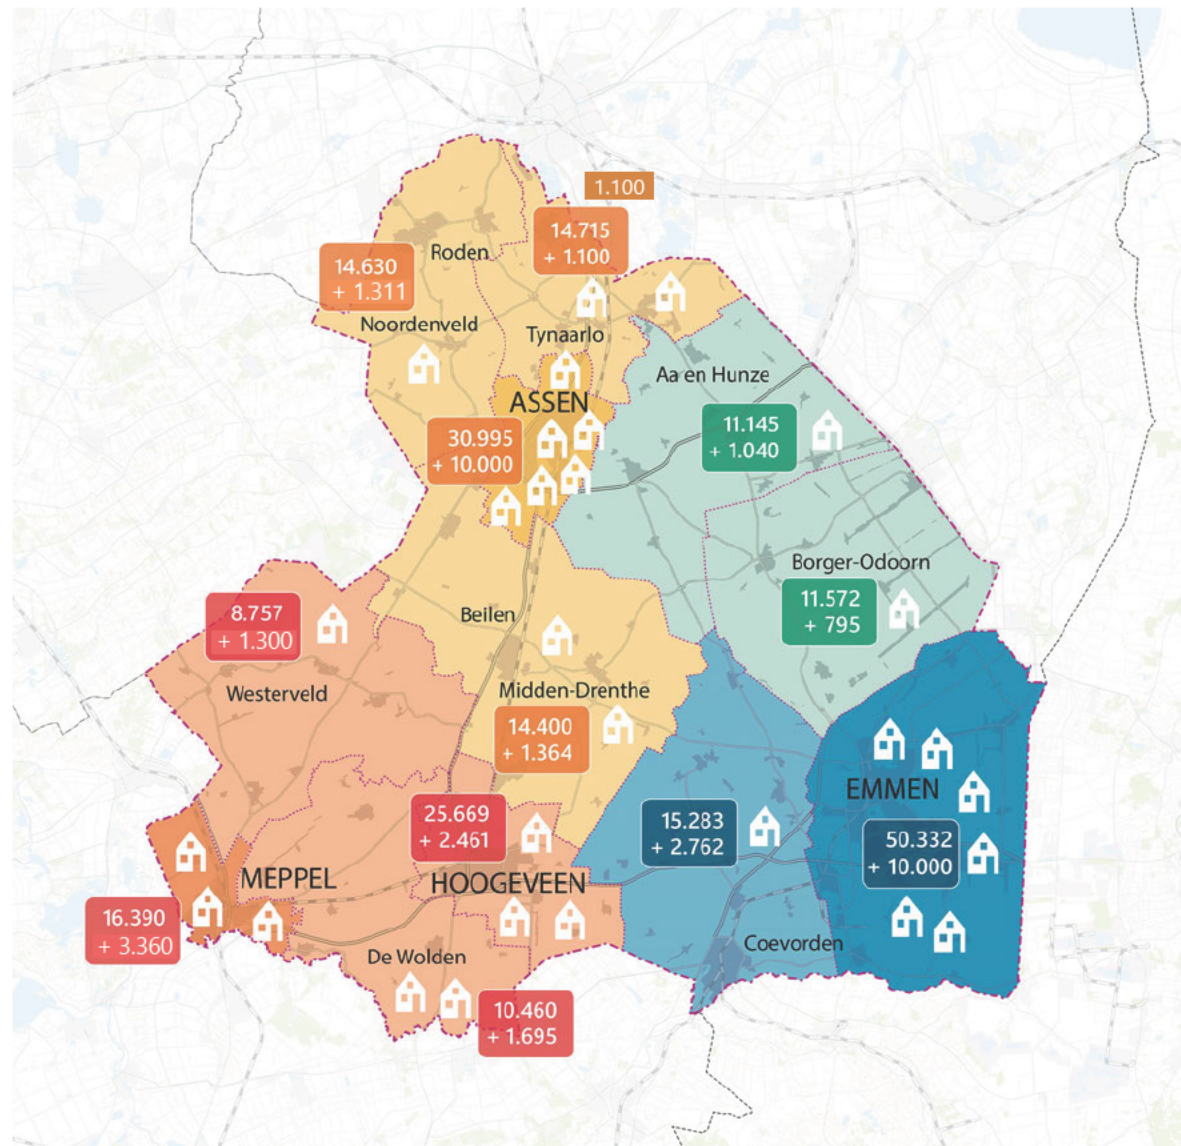 1.100
14.715
+ 1.100
Roden
14.630
+ 1.311
Noordenveld
Tynaarlo
Aa en Hunze
ASSEN
30.995
+ 10.000
11.145
+ 1.040
Borger-Odoorn
11.572
+ 795
8.757
+ 1.300
Beilen
Westerveld
Midden-Drenthe
14.400
+ 1.364
EMMEN
50.332
+ 10.000
25.669
+ 2.461
15.283
+ 2.762
MEPPEL
HOOGEVEEN
16.390
+ 3.360
De Wolden
Coevorden
10.460
+ 1.695